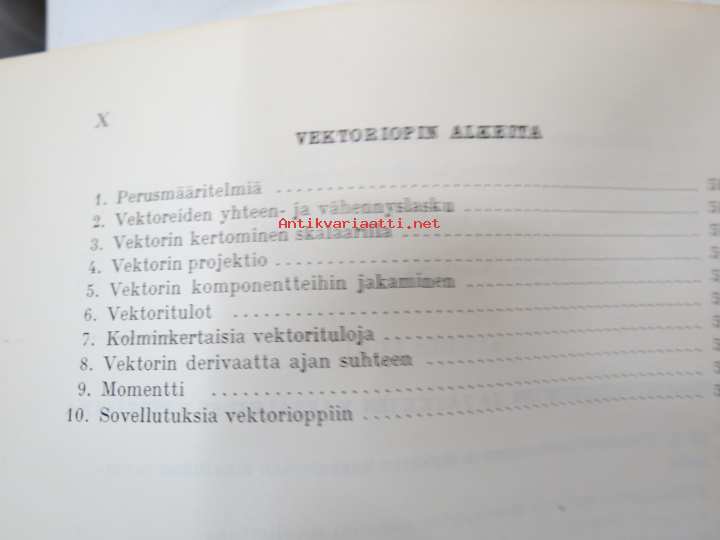 X
VEKTORIOPIN ALKEITA
1. Perusmääritelmiä
2. Vektoreiden yhteen- ja vähennyslasku
Antikvariaatti.net
3. Vektorin kertominen skalaarilla
4. Vektorin projektio
5. Vektorin komponentteihin jakaminen
6. Vektoritulot
7. Kolminkertaisia vektorituloja
8. Vektorin derivaatta ajan suhteen
9. Momentti
10. Sovellutuksia vektorioppiin